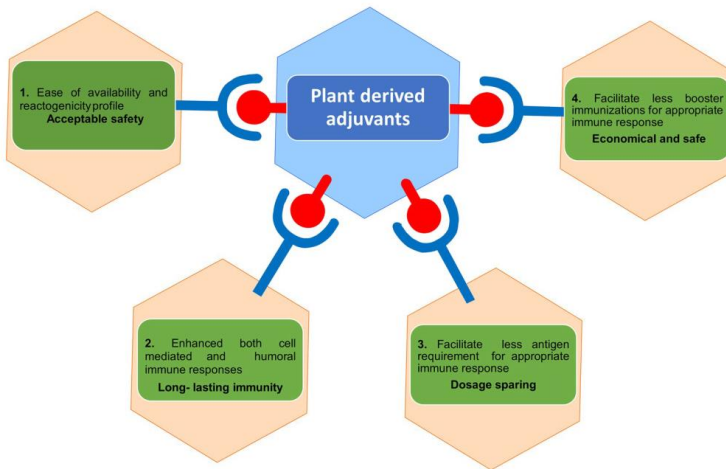 Plant derived
adjuvants
1. Ease of availability and
reactogenicityprofile
Acceptable safety
4. Facilitate less booster
immunizations for appropriate
immune response
Economical and safe
2. Enhanced both cell
mediated and humoral
immune responses
Long- lasting immunity
3. Facilitate less antigen
requirement for appropriate
immune response
Dosage sparing